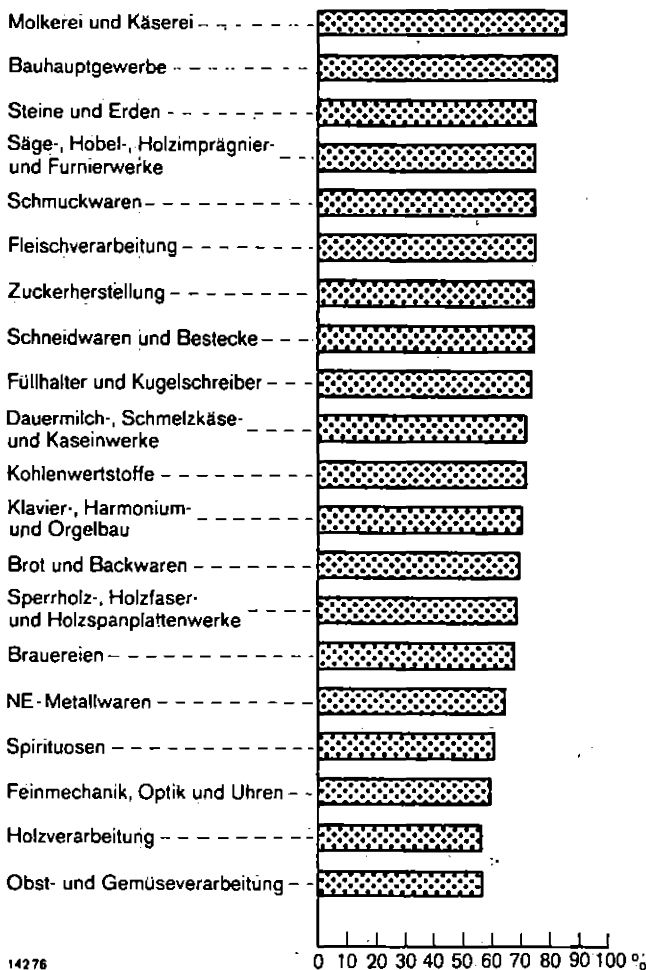 Molkerei und Käserei
Bauhauptgewerbe
Steine und Erden
Säge-, Hobel-, Holzimprägnier-
und Furnierwerke
Schmuckwaren
Fleischverarbeitung
Zuckerherstellung
Schneidwaren und Bestecke
Füllhalter und Kugelschreiber
Dauermilch-, Schmelzkäse-
und Kaseinwerke
Kohlenwertstoffe
Klavier-, Harmonium-
und Orgelbau
Brot und Backwaren
Sperrholz-, Holzfaser-
und Holzspanplattenwerke
Brauereien
NE-Metallwaren
Spirituosen
Feinmechanik, Optik und Uhren
Holzverarbeitung
Obst- und Gemüseverarbeitung
0 10 20 30 40 50 60 70 80 90 100 %
14276